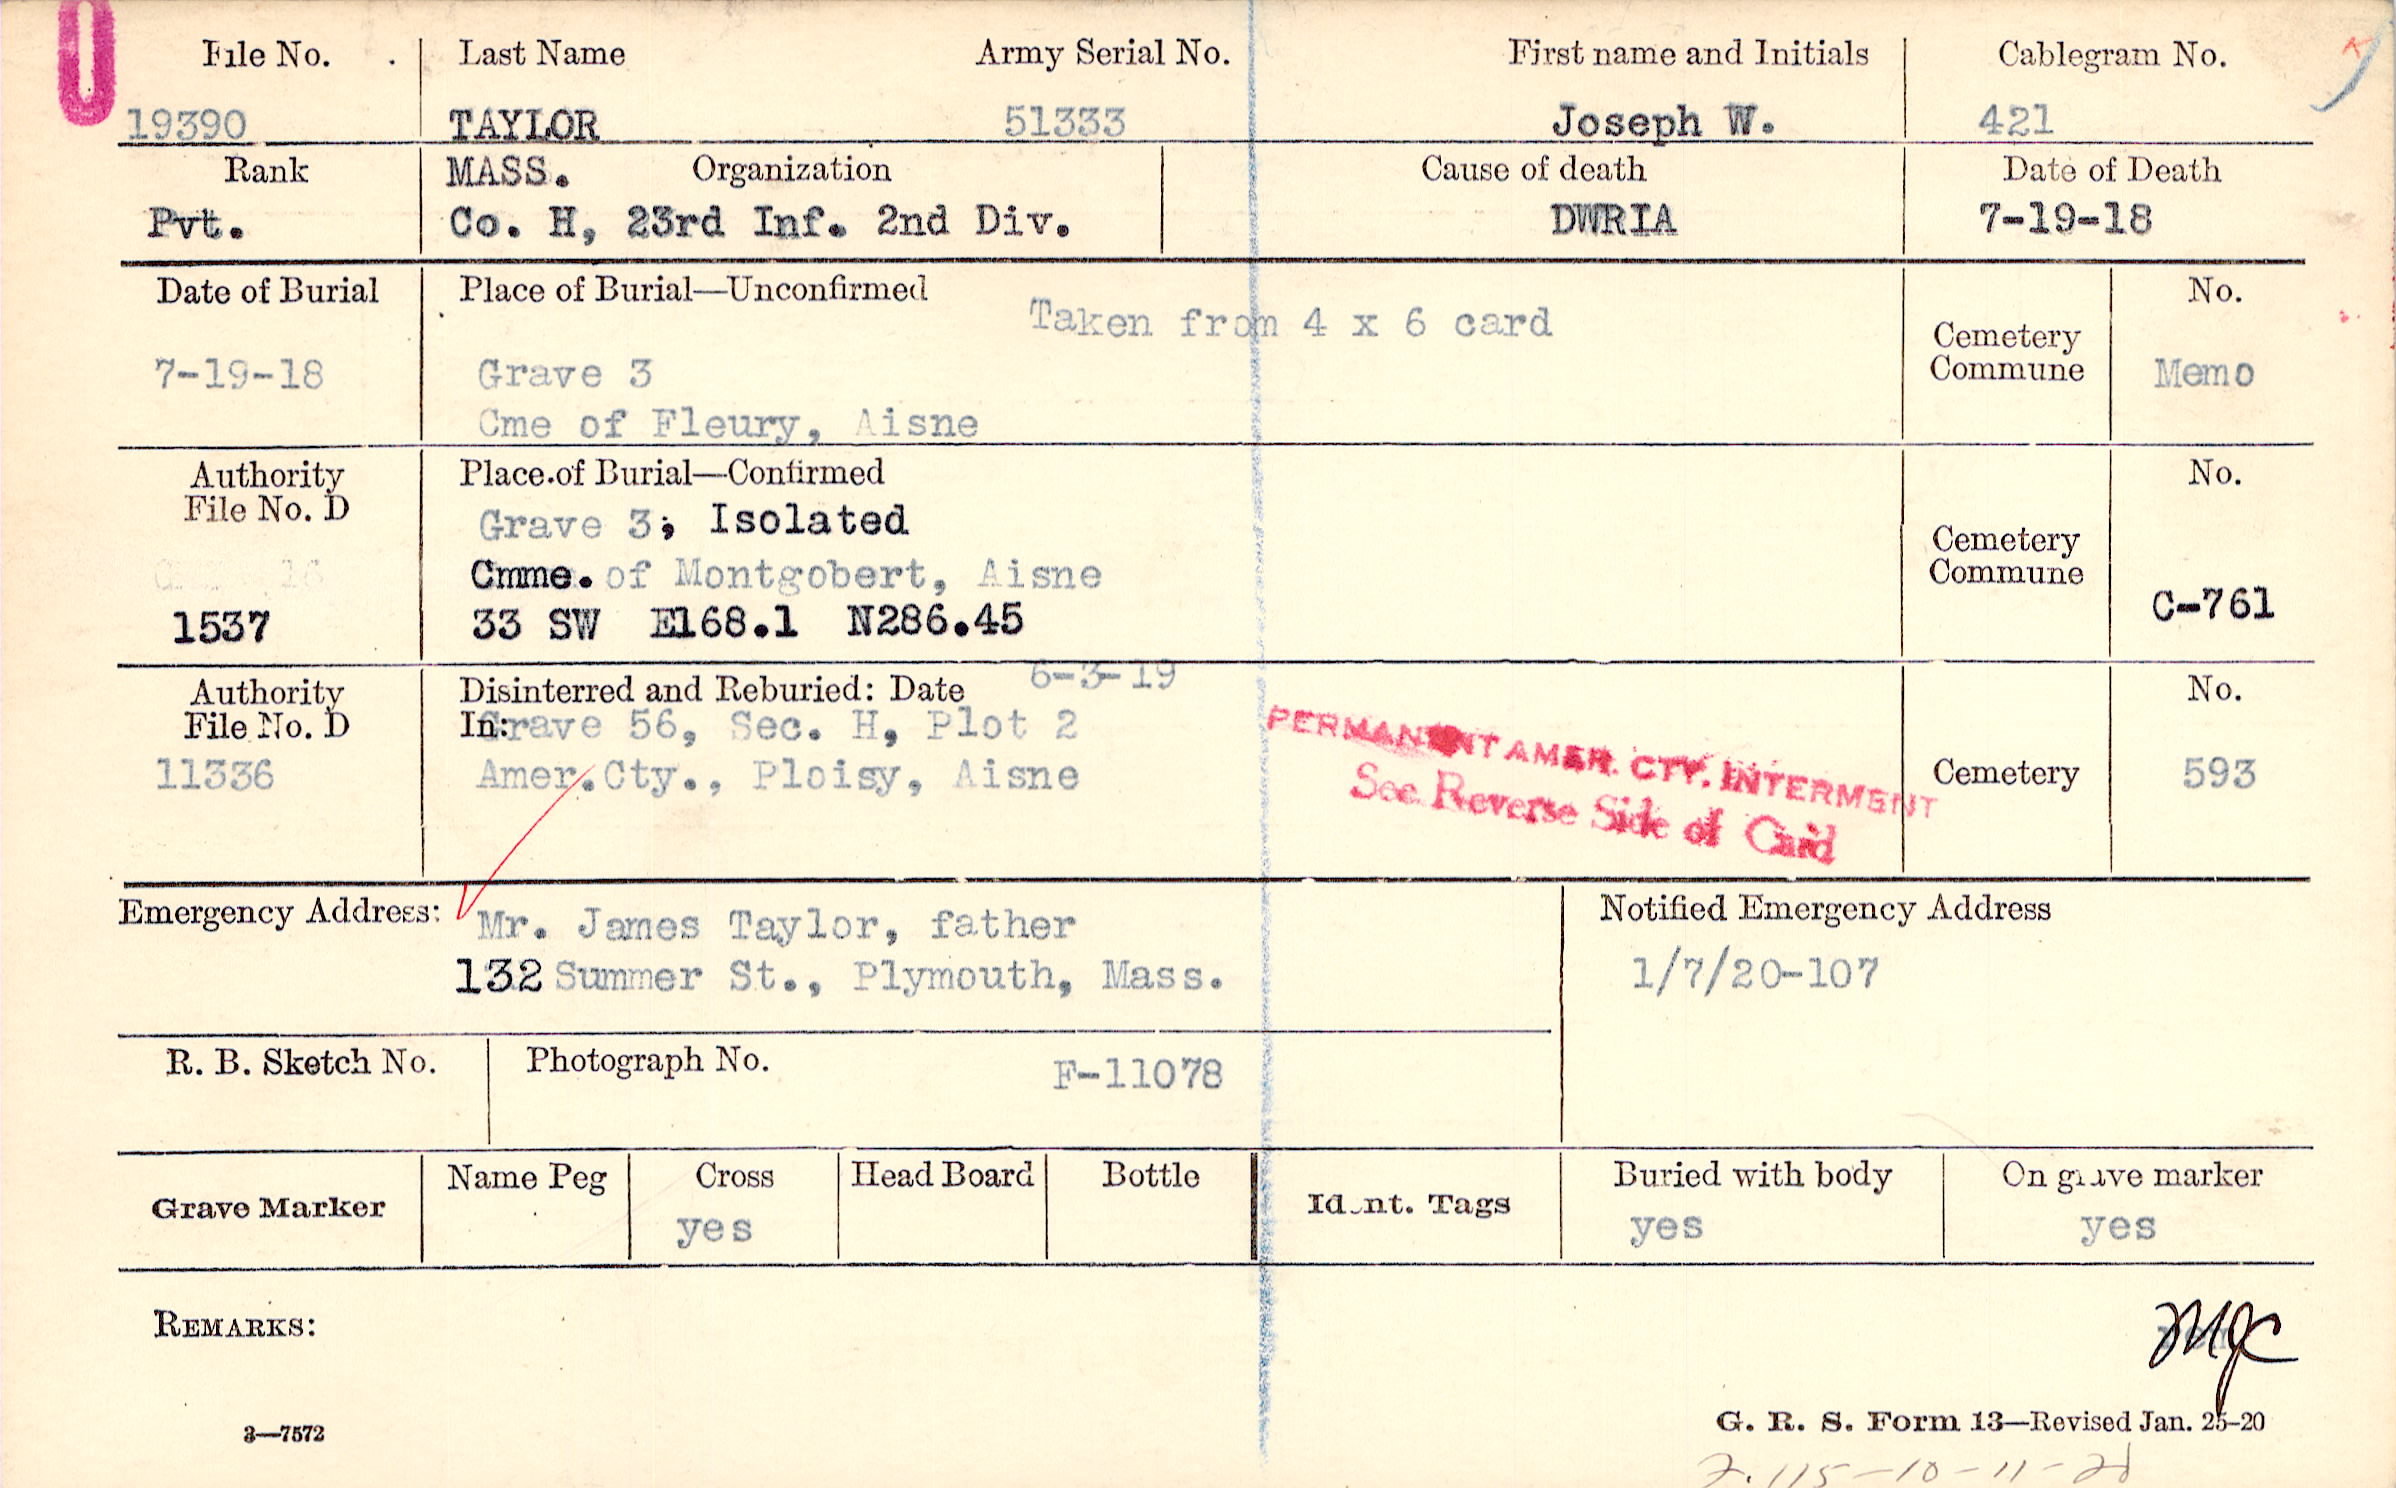 File No.
Last Name
Army Serial No.
First name and Initials
Cablegram No.
19390
TAYLOR
51333
Joseph W.
421
Rank
MASS.
Organization
Cause of death
Date of Death
Pvt.
Co. H, 23rd Inf. 2nd Div.
DWRIA
7-19-18
Date of Burial
Place of Burial—Unconfirmed
No.
Taken from 4 x 6 card
Cemetery
Commune
7-19-18
Grave 3
Memo
Cme of Fleury, Aisne
Authority
File No. D
Place of Burial—Confirmed
No.
Grave 3, Isolated
Cemetery
Commune
Cmme. of Montgobert, Aisne
1537
33 SW E168.1 N286.45
C-761
Authority
File No. D
Disinterred and Reburied: Date
6-3-19
No.
In: Grave 56, Sec. H, Plot 2
11336
Amer. Cty., Ploisy, Aisne
PERMANENT AMER. CTY. INTERMENT
See Reverse Side of Card
Cemetery
593
Emergency Address:
Mr. James Taylor, father
132 Summer St., Plymouth, Mass.
Notified Emergency Address
1/7/20-107
R. B. Sketch No.
Photograph No.
F-11078
Grave Marker
Name Peg
Cross
Head Board
Bottle
Ident. Tags
Buried with body
On grave marker
yes
yes
yes
REMARKS:
MJC
3—7572
G. R. S. Form 13—Revised Jan. 25-20